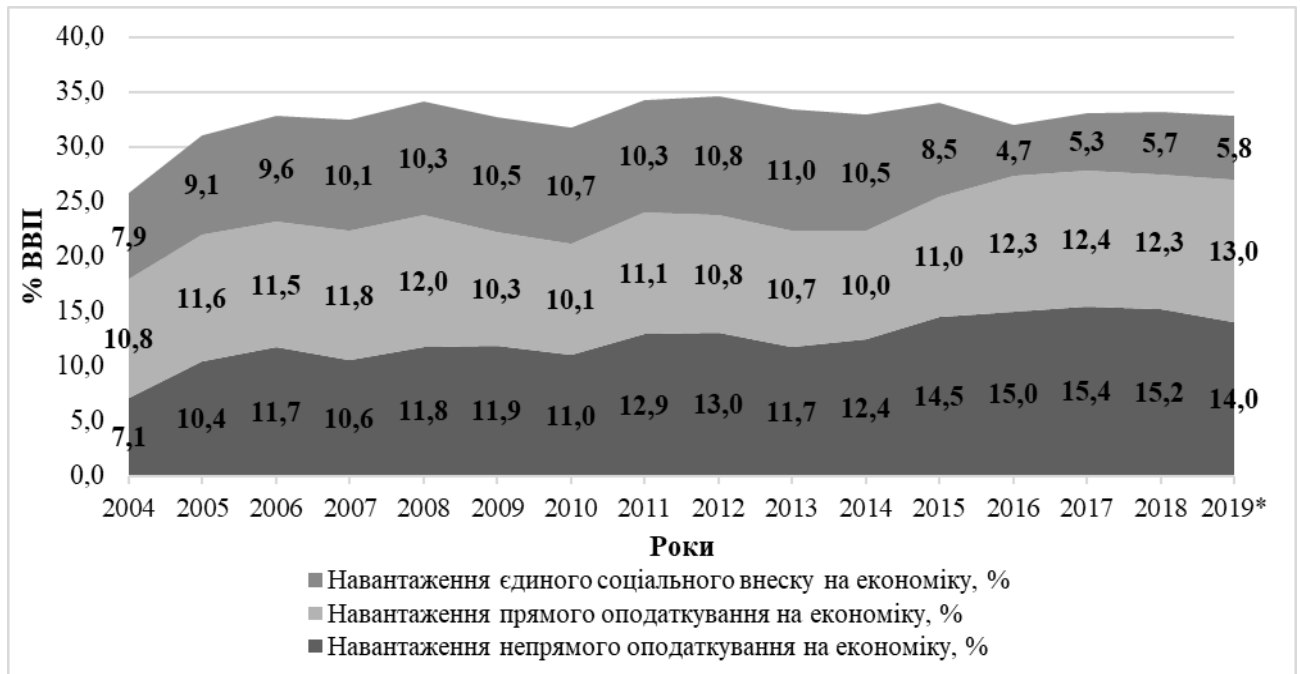 40,0
35,0
30,0
25,0
20,0
15,0
10,0
5,0
0,0
% ВВП
7,9 9,1 9,6 10,1 10,3 10,5 10,7 10,3 10,8 11,0 10,5 8,5 4,7 5,3 5,7 5,8
10,8 11,6 11,5 11,8 12,0 10,3 10,1 11,1 10,8 10,7 10,0 11,0 12,3 12,4 12,3 13,0
7,1 10,4 11,7 10,6 11,8 11,9 11,0 12,9 13,0 11,7 12,4 14,5 15,0 15,4 15,2 14,0
2004 2005 2006 2007 2008 2009 2010 2011 2012 2013 2014 2015 2016 2017 2018 2019*
Роки
Навантаження єдиного соціального внеску на економіку, %
Навантаження прямого оподаткування на економіку, %
Навантаження непрямого оподаткування на економіку, %